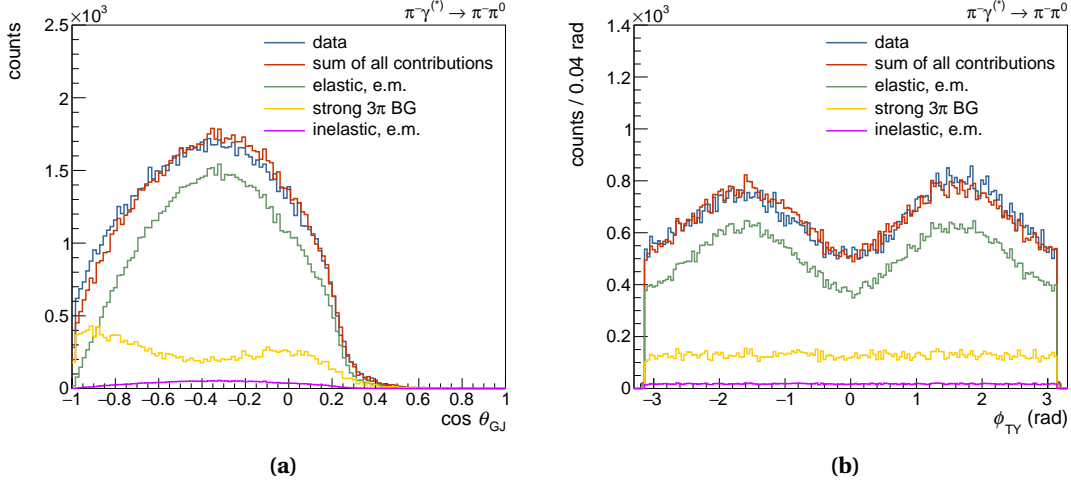 π⁻γ⁽*⁾ → π⁻π⁰
×10³
counts
2.5
2
1.5
1
0.5
0
data
sum of all contributions
elastic, e.m.
strong 3π BG
inelastic, e.m.
−1 −0.8 −0.6 −0.4 −0.2 0 0.2 0.4 0.6 0.8 1
cos θ_GJ
(a)
π⁻γ⁽*⁾ → π⁻π⁰
×10³
counts / 0.04 rad
1.4
1.2
1.0
0.8
0.6
0.4
0.2
0.0
data
sum of all contributions
elastic, e.m.
strong 3π BG
inelastic, e.m.
−3 −2 −1 0 1 2 3
ϕ_TY (rad)
(b)